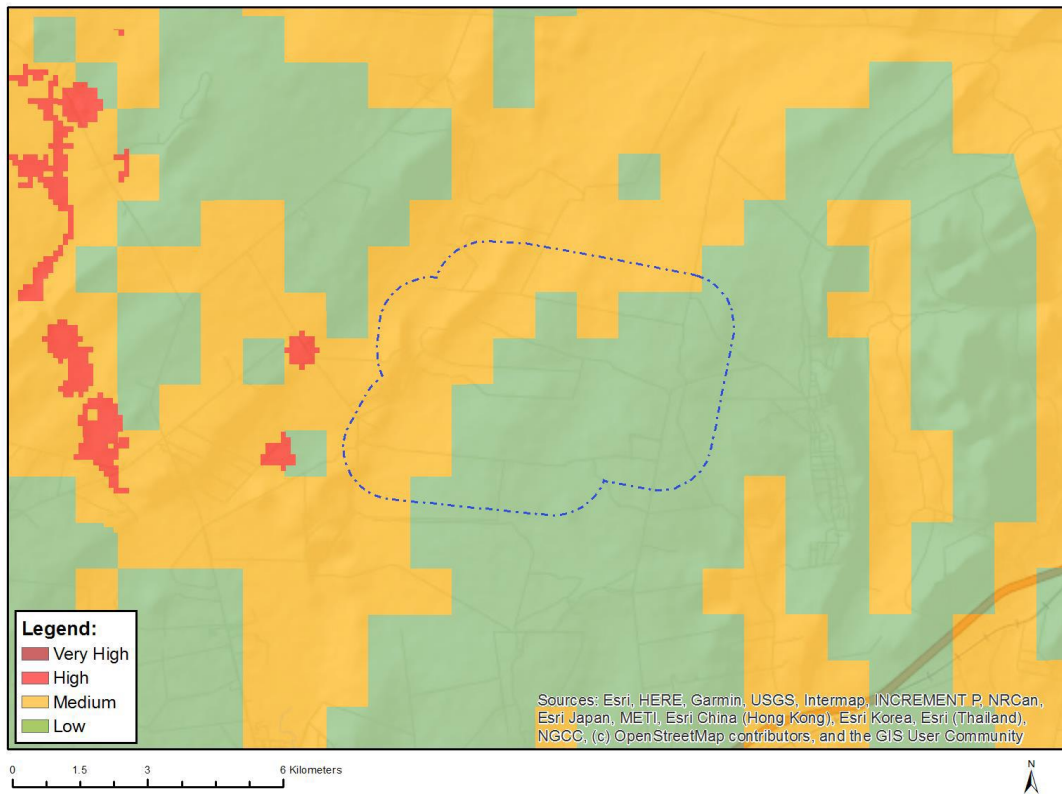 Legend:
Very High
High
Medium
Low
Sources: Esri, HERE, Garmin, USGS, Intermap, INCREMENT P, NRCan,
Esri Japan, METI, Esri China (Hong Kong), Esri Korea, Esri (Thailand),
NGCC, (c) OpenStreetMap contributors, and the GIS User Community
0 1.5 3 6 Kilometers
N